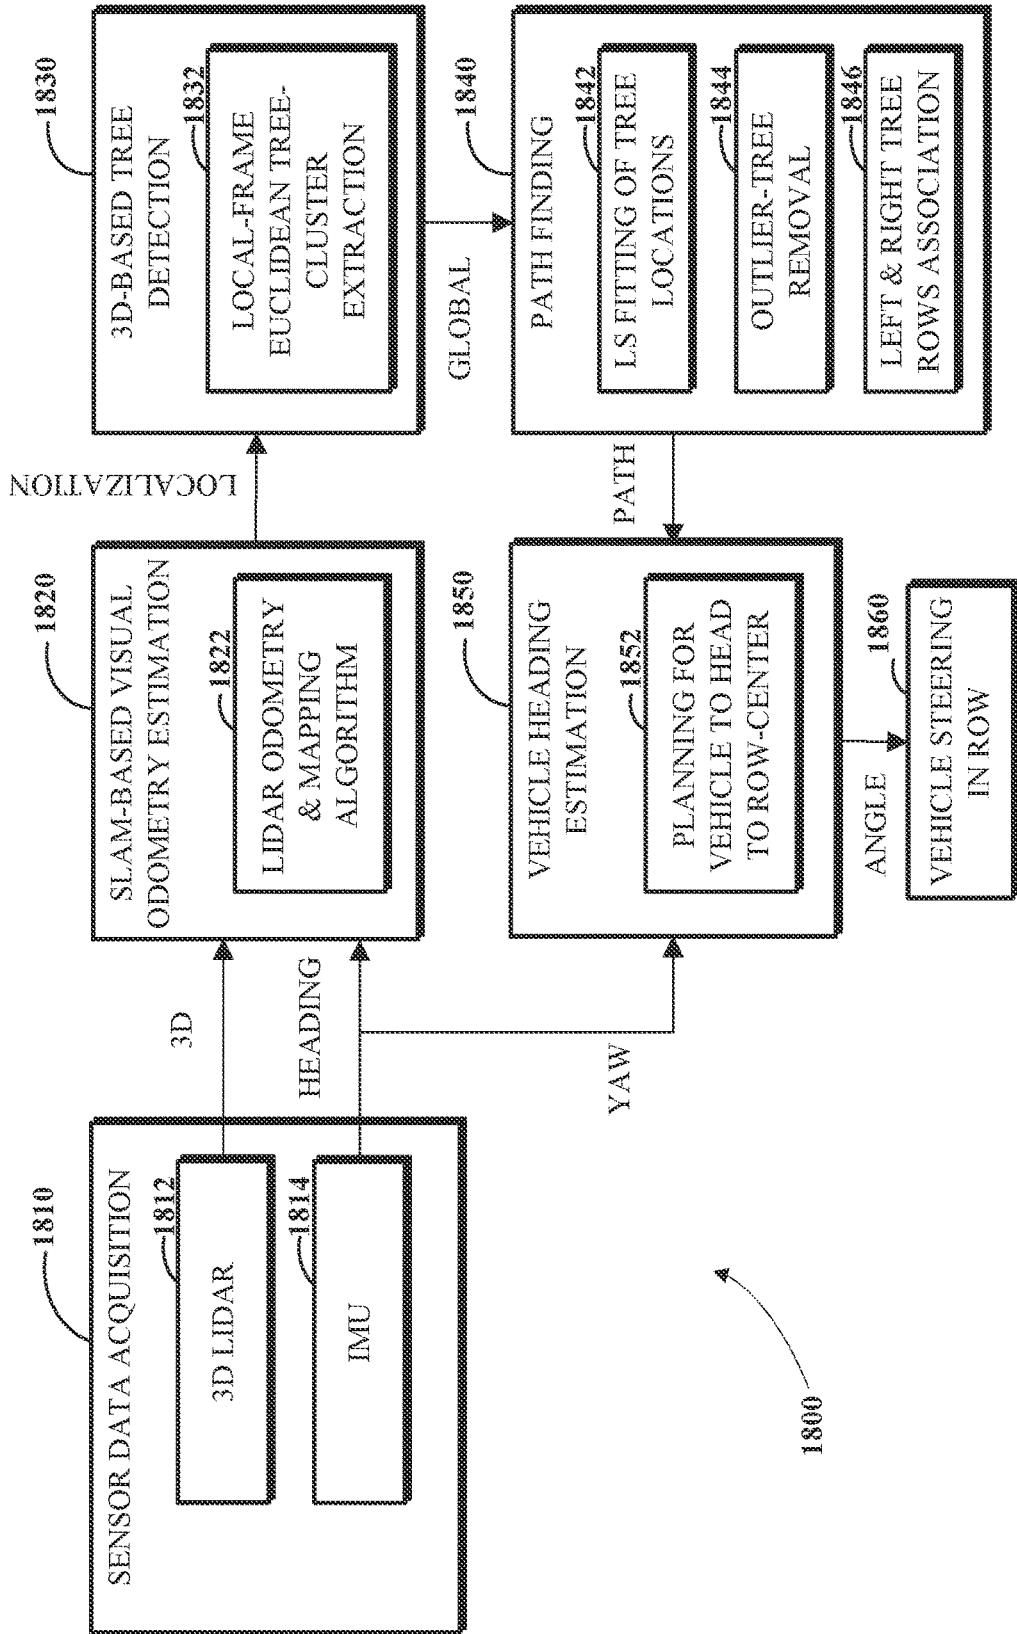 SENSOR DATA ACQUISITION
1810
3D LIDAR
1812
IMU
1814
3D
HEADING
YAW
SLAM-BASED VISUAL
ODOMETRY ESTIMATION
1820
LIDAR ODOMETRY
& MAPPING
ALGORITHM
1822
LOCALIZATION
3D-BASED TREE
DETECTION
1830
LOCAL-FRAME
EUCLIDEAN TREE-
CLUSTER
EXTRACTION
1832
GLOBAL
PATH FINDING
1840
LS FITTING OF TREE
LOCATIONS
1842
OUTLIER-TREE
REMOVAL
1844
LEFT & RIGHT TREE
ROWS ASSOCIATION
1846
PATH
VEHICLE HEADING
ESTIMATION
1850
PLANNING FOR
VEHICLE TO HEAD
TO ROW-CENTER
1852
ANGLE
VEHICLE STEERING
IN ROW
1860
1800